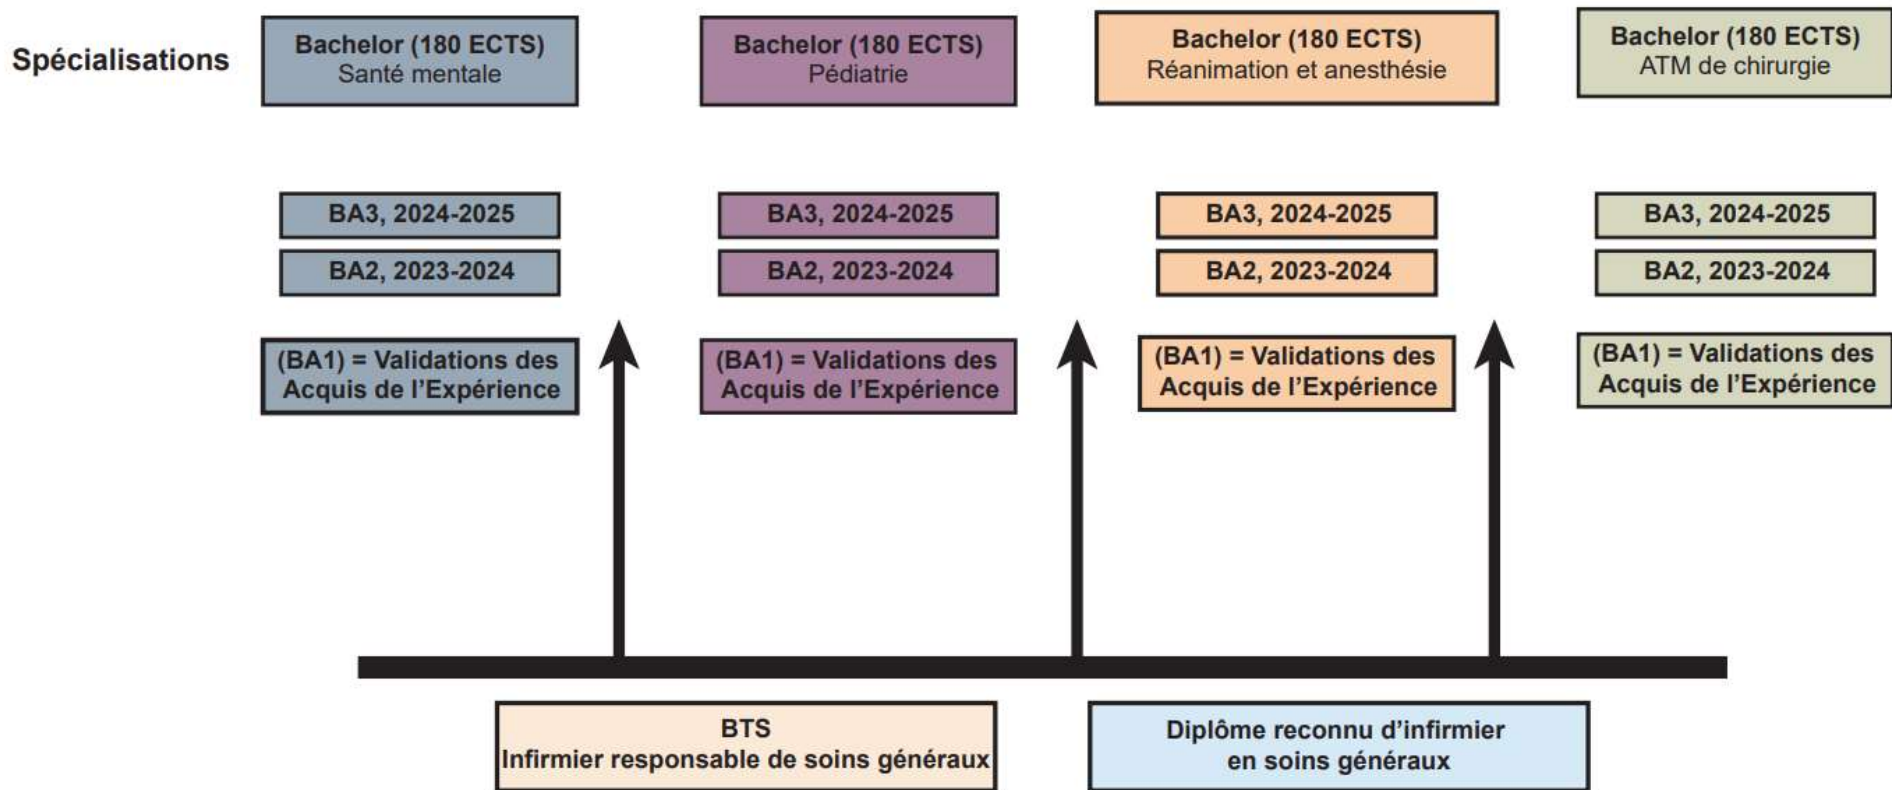 Spécialisations
Bachelor (180 ECTS)
Santé mentale
Bachelor (180 ECTS)
Pédiatrie
Bachelor (180 ECTS)
Réanimation et anesthésie
Bachelor (180 ECTS)
ATM de chirurgie
BA3, 2024-2025
BA3, 2024-2025
BA3, 2024-2025
BA3, 2024-2025
BA2, 2023-2024
BA2, 2023-2024
BA2, 2023-2024
BA2, 2023-2024
(BA1) = Validations des
Acquis de l'Expérience
(BA1) = Validations des
Acquis de l'Expérience
(BA1) = Validations des
Acquis de l'Expérience
(BA1) = Validations des
Acquis de l'Expérience
BTS
Infirmier responsable de soins généraux
Diplôme reconnu d'infirmier
en soins généraux